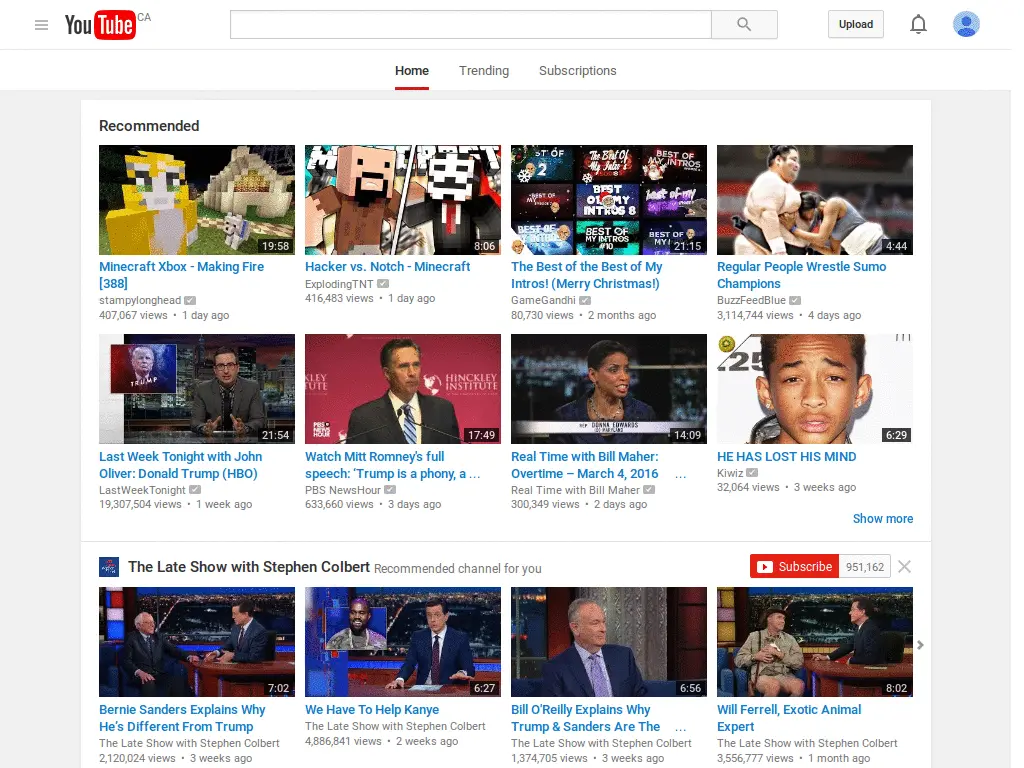 YouTube CA
Upload
Home Trending Subscriptions
Recommended
19:58
8:06
21:15
4:44
Minecraft Xbox - Making Fire
[388]
stampylonghead
407,067 views • 1 day ago
Hacker vs. Notch - Minecraft
ExplodingTNT
416,483 views • 1 day ago
The Best of the Best of My
Intros! (Merry Christmas!)
GameGandhi
80,730 views • 2 months ago
Regular People Wrestle Sumo
Champions
BuzzFeedBlue
3,114,744 views • 4 days ago
TRUMP
21:54
HINCKLEY
INSTITUTE
PBS
NEWS
HOUR
17:49
REP. DONNA EDWARDS
(D) MARYLAND
14:09
6:29
Last Week Tonight with John
Oliver: Donald Trump (HBO)
LastWeekTonight
19,307,504 views • 1 week ago
Watch Mitt Romney's full
speech: 'Trump is a phony, a ...
PBS NewsHour
633,660 views • 3 days ago
Real Time with Bill Maher:
Overtime – March 4, 2016 ...
Real Time with Bill Maher
300,349 views • 2 days ago
HE HAS LOST HIS MIND
Kiwiz
32,064 views • 3 weeks ago
Show more
The Late Show with Stephen Colbert Recommended channel for you
Subscribe 951,162
7:02
6:27
6:56
8:02
Bernie Sanders Explains Why
He's Different From Trump
The Late Show with Stephen Colbert
2,120,024 views • 3 weeks ago
We Have To Help Kanye
The Late Show with Stephen Colbert
4,886,841 views • 2 weeks ago
Bill O'Reilly Explains Why
Trump & Sanders Are The ...
The Late Show with Stephen Colbert
1,374,705 views • 3 weeks ago
Will Ferrell, Exotic Animal
Expert
The Late Show with Stephen Colbert
3,556,777 views • 1 month ago